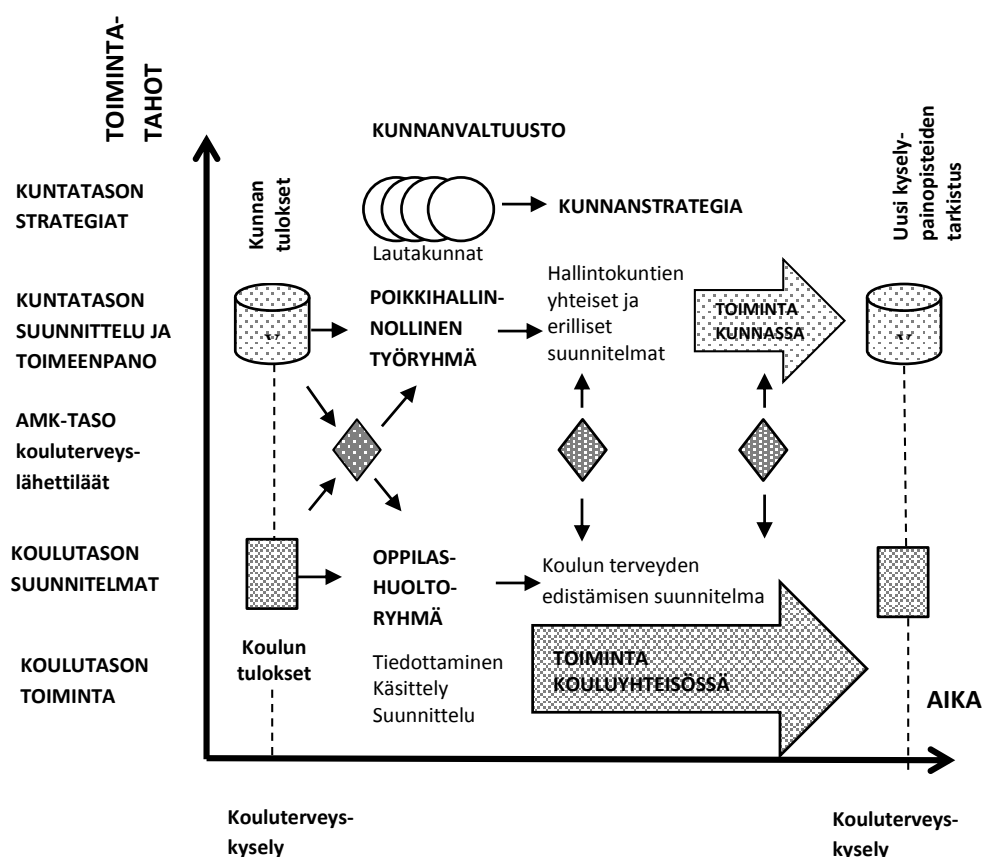 TOIMINTA-
TAHOT
KUNNANVALTUUSTO
KUNTATASON
STRATEGIAT
Kunnan
tulokset
KUNNANSTRATEGIA
Lautakunnat
Uusi kysely-
painopisteiden
tarkistus
KUNTATASON
SUUNNITTELU JA
TOIMEENPANO
POIKKIHALLIN-
NOLLINEN
TYÖRYHMÄ
Hallintokuntien
yhteiset ja
erilliset
suunnitelmat
TOIMINTA
KUNNASSA
AMK-TASO
kouluterveys-
lähettiläät
KOULUTASON
SUUNNITELMAT
OPPILAS-
HUOLTO-
RYHMÄ
Koulun terveyden
edistämisen suunnitelma
KOULUTASON
TOIMINTA
Koulun
tulokset
Tiedottaminen
Käsittely
Suunnittelu
TOIMINTA
KOULUYHTEISÖSSÄ
AIKA
Kouluterveys-
kysely
Kouluterveys-
kysely